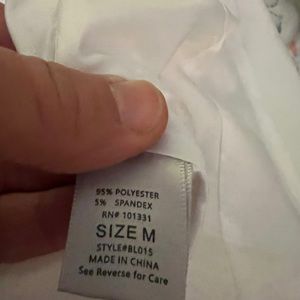 95% POLYESTER
5% SPANDEX
RN# 101331
SIZE M
STYLE#BL015
MADE IN CHINA
See Reverse for Care